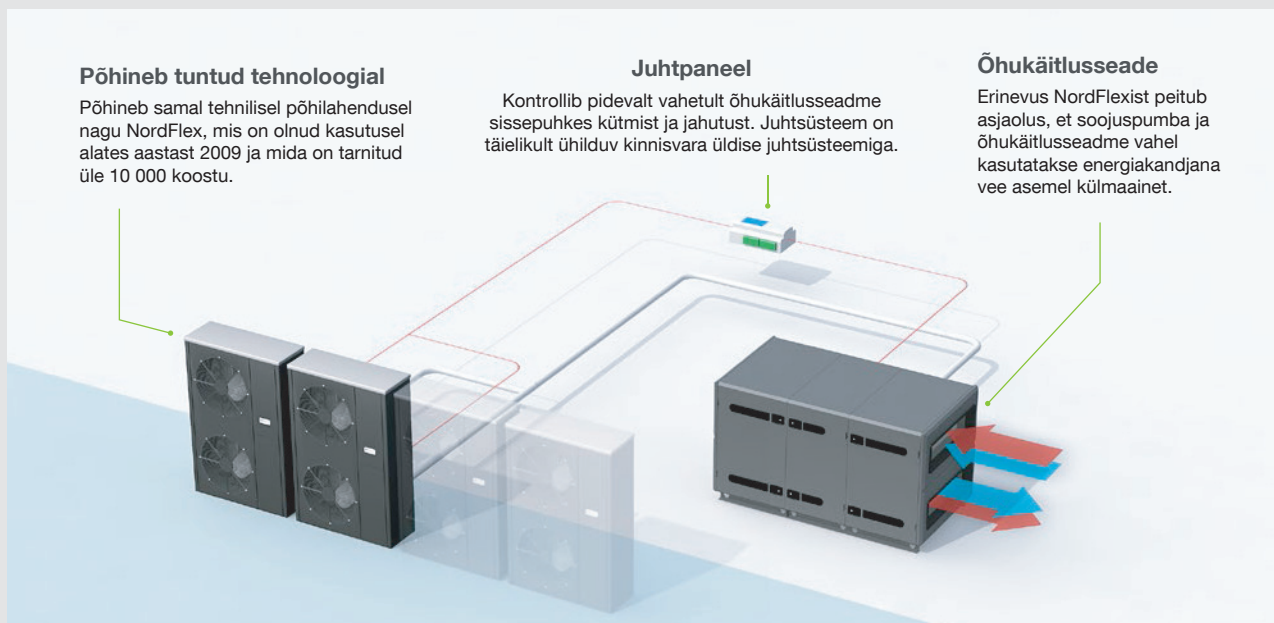 Põhineb tuntud tehnoloogial
Põhineb samal tehnilisel põhilahendusel
nagu NordFlex, mis on olnud kasutusel
alates aastast 2009 ja mida on tarnitud
üle 10 000 koostu.
Juhtpaneel
Kontrollib pidevalt vahetult õhukäitlusseadme
sissepuhkes kütmist ja jahutust. Juhtsüsteem on
täielikult ühilduv kinnisvara üldise juhtsüsteemiga.
Õhukäitlusseade
Erinevus NordFlexist peitub
asjaolus, et soojuspumba ja
õhukäitlusseadme vahel
kasutatakse energiakandjana
vee asemel külmaainet.